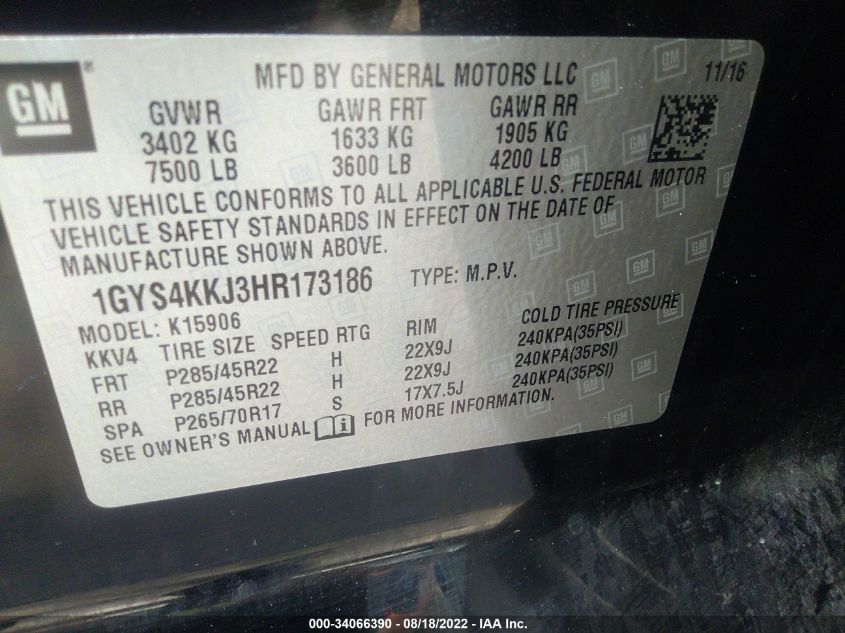 GM
®
MFD BY GENERAL MOTORS LLC
11/16
GVWR GAWR FRT GAWR RR
3402 KG 1633 KG 1905 KG
7500 LB 3600 LB 4200 LB
THIS VEHICLE CONFORMS TO ALL APPLICABLE U.S. FEDERAL MOTOR
VEHICLE SAFETY STANDARDS IN EFFECT ON THE DATE OF
MANUFACTURE SHOWN ABOVE.
1GYS4KKJ3HR173186 TYPE: M.P.V.
MODEL: K15906
KKV4 TIRE SIZE SPEED RTG RIM COLD TIRE PRESSURE
FRT P285/45R22 H 22X9J 240KPA(35PSI)
RR P285/45R22 H 22X9J 240KPA(35PSI)
SPA P265/70R17 S 17X7.5J 240KPA(35PSI)
SEE OWNER'S MANUAL i FOR MORE INFORMATION.
000-34066390 - 08/18/2022 - IAA Inc.